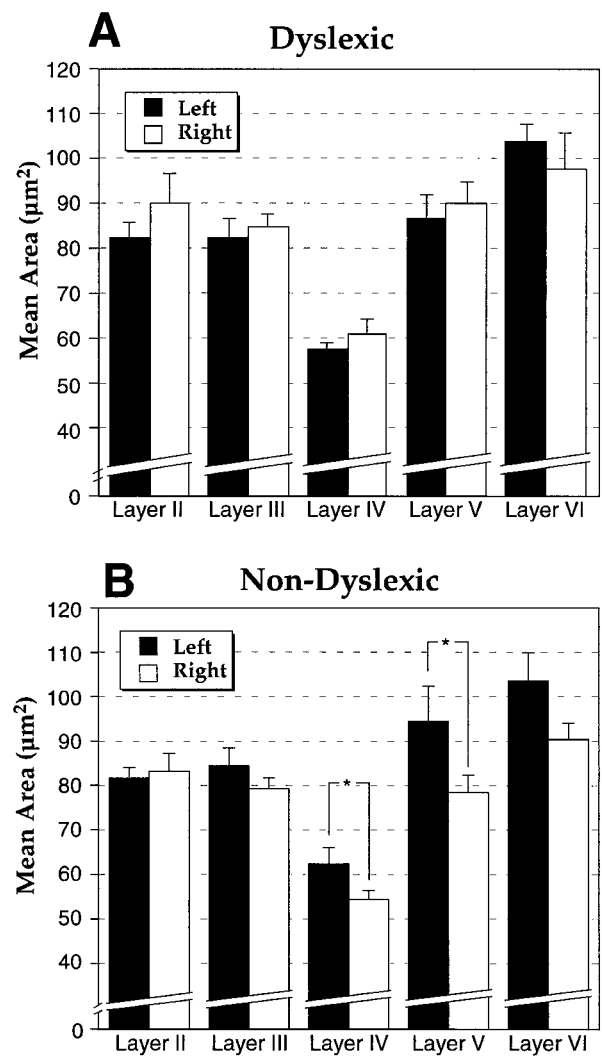 A
Dyslexic
Mean Area (µm²)
120
110
100
90
80
70
60
50
40
0
Left
Right
Layer II Layer III Layer IV Layer V Layer VI
B
Non-Dyslexic
Mean Area (µm²)
120
110
100
90
80
70
60
50
40
0
Left
Right
*
*
Layer II Layer III Layer IV Layer V Layer VI